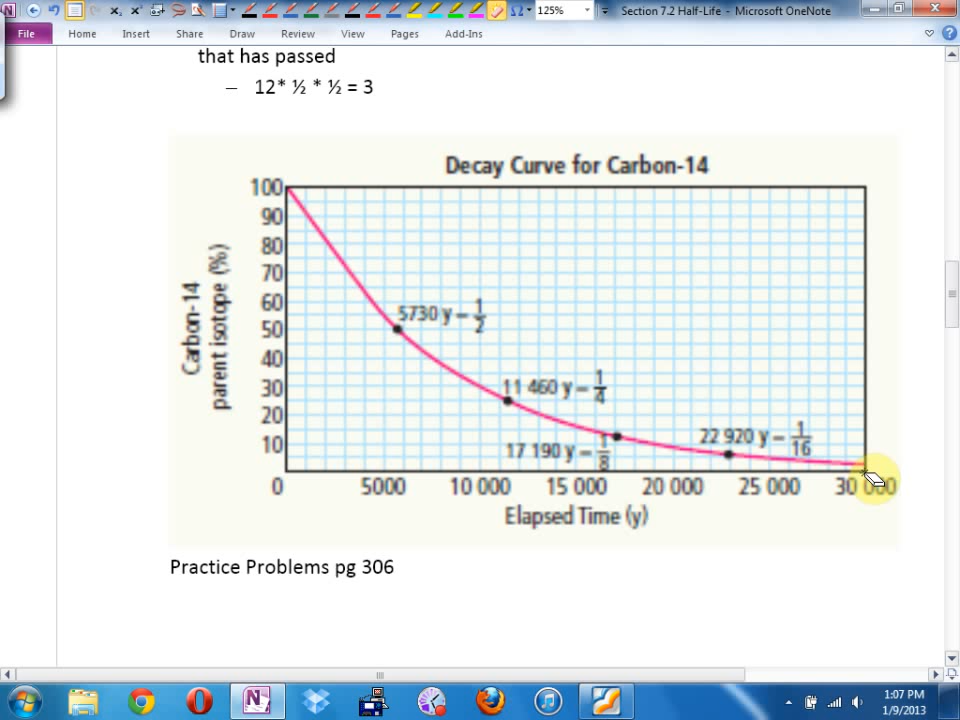 125%
Section 7.2 Half-Life - Microsoft OneNote
File Home Insert Share Draw Review View Pages Add-Ins
that has passed
– 12* ½ * ½ = 3
Decay Curve for Carbon-14
Carbon-14
parent isotope (%)
100
90
80
70
60
50
40
30
20
10
5730 y – 1/2
11 460 y – 1/4
17 190 y – 1/8
22 920 y – 1/16
0 5000 10 000 15 000 20 000 25 000 30 000
Elapsed Time (y)
Practice Problems pg 306
1:07 PM
1/9/2013